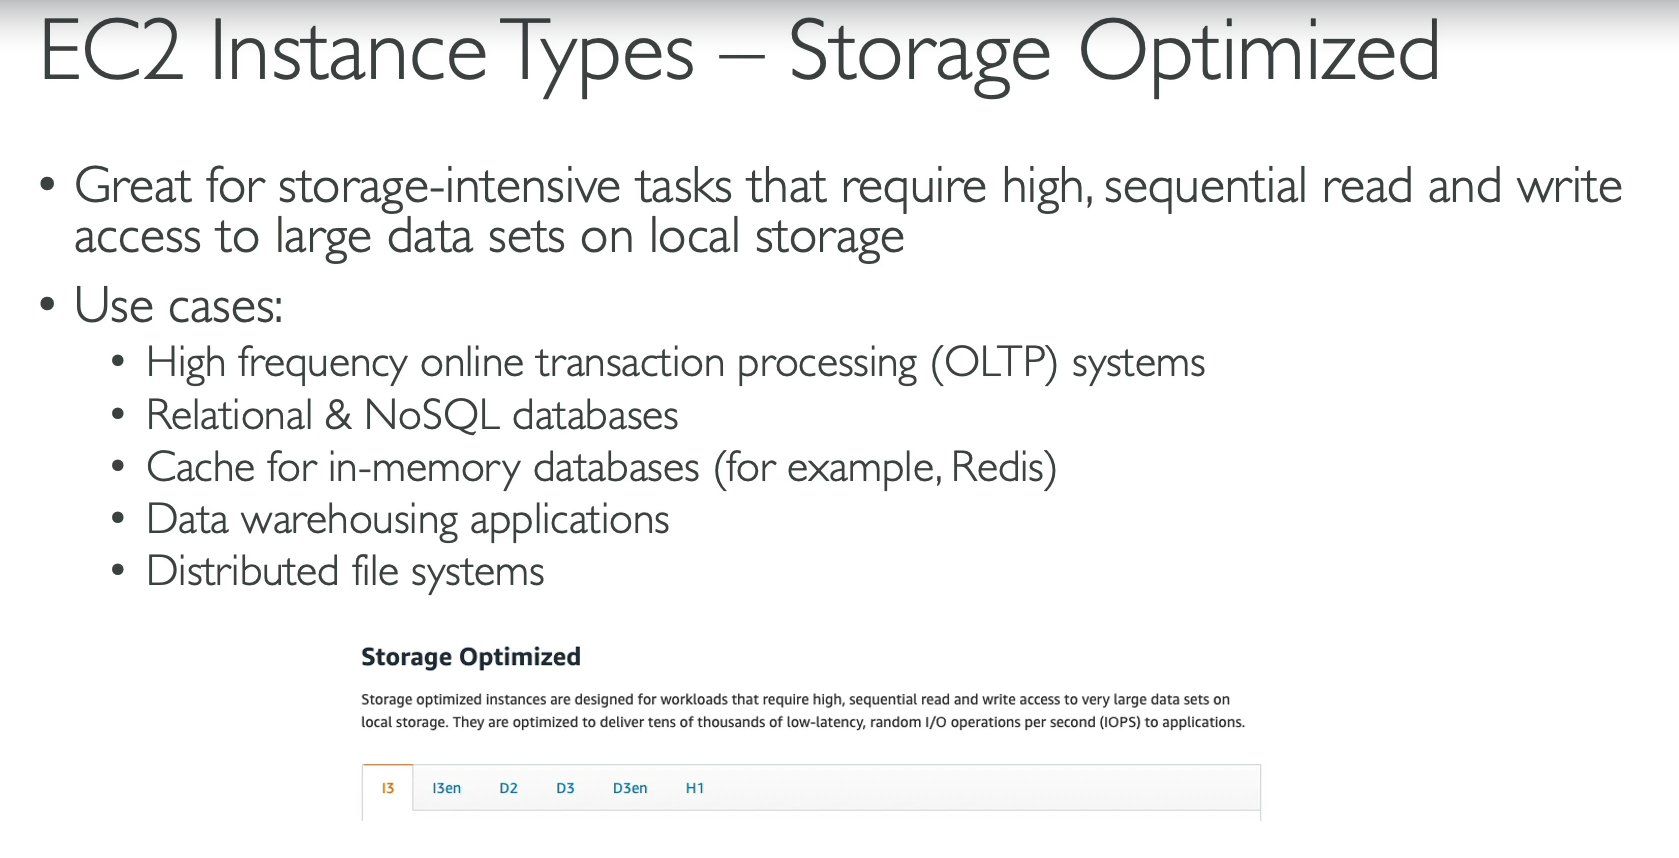 EC2 Instance Types – Storage Optimized
• Great for storage-intensive tasks that require high, sequential read and write
access to large data sets on local storage
• Use cases:
• High frequency online transaction processing (OLTP) systems
• Relational & NoSQL databases
• Cache for in-memory databases (for example, Redis)
• Data warehousing applications
• Distributed file systems
Storage Optimized
Storage optimized instances are designed for workloads that require high, sequential read and write access to very large data sets on
local storage. They are optimized to deliver tens of thousands of low-latency, random I/O operations per second (IOPS) to applications.
I3 I3en D2 D3 D3en H1